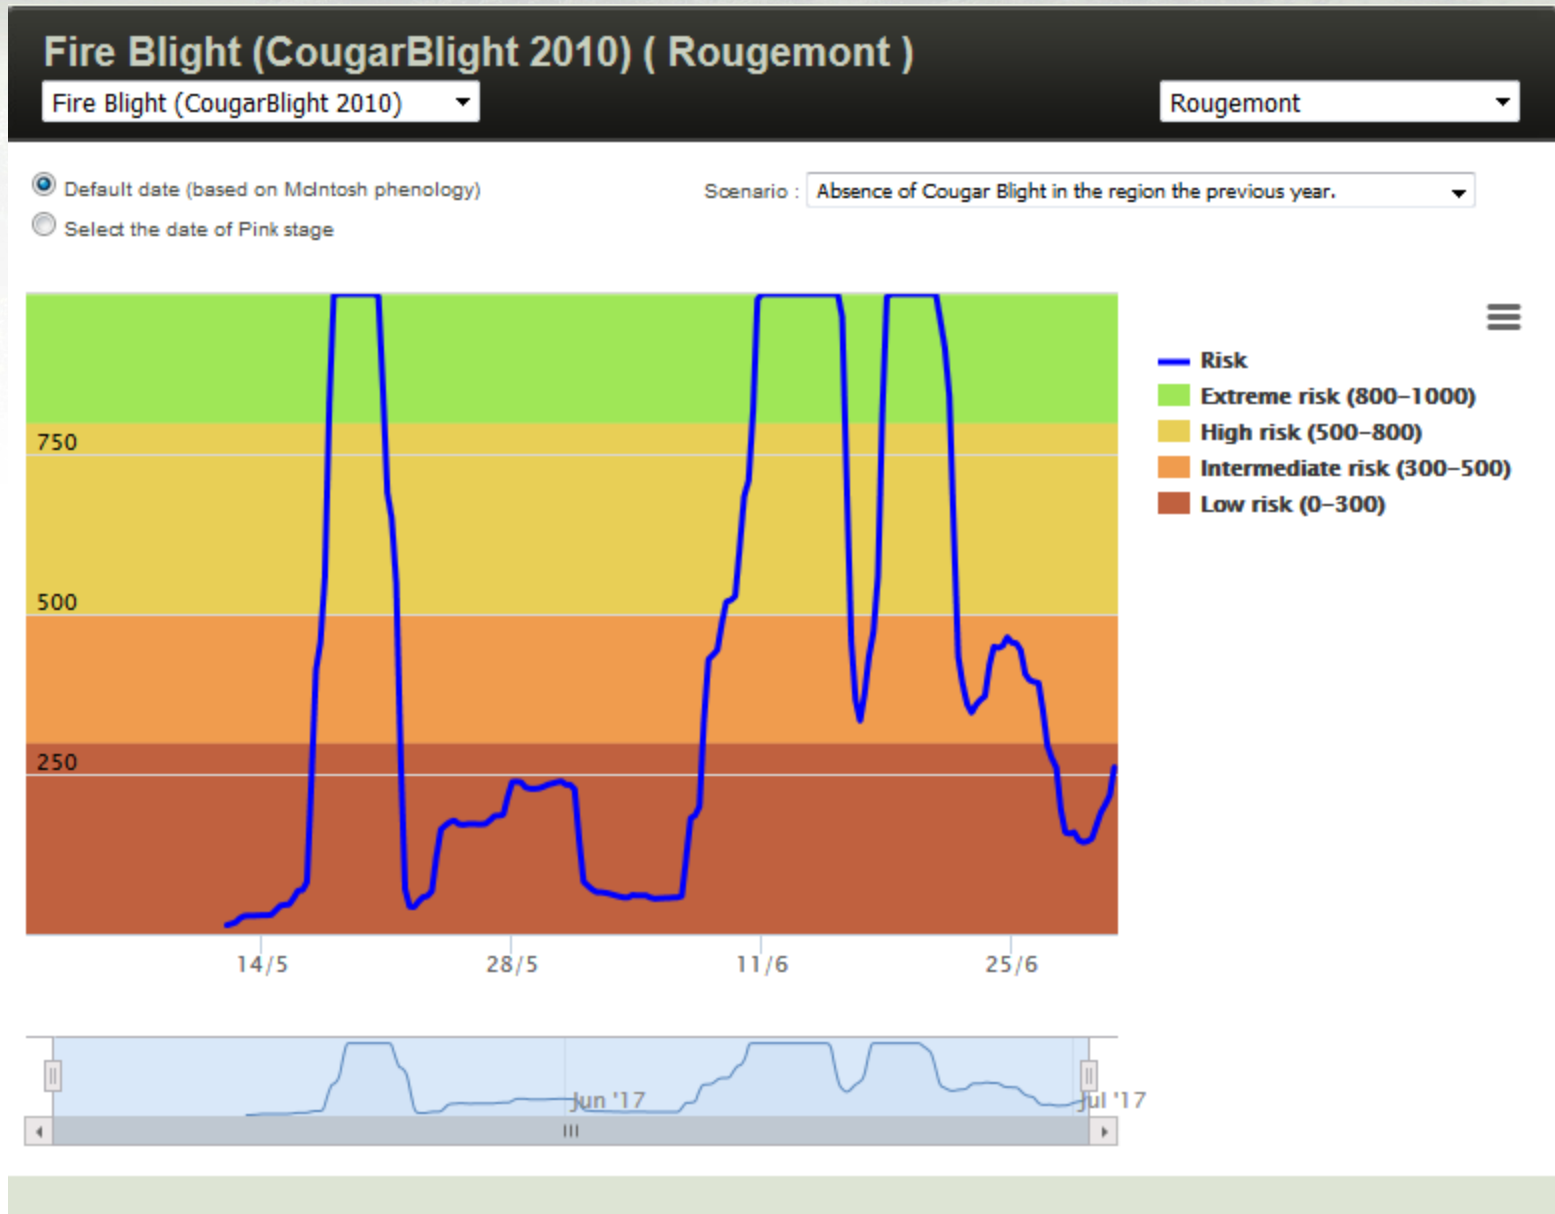 Fire Blight (CougarBlight 2010) ( Rougemont )
Fire Blight (CougarBlight 2010)
Rougemont
Default date (based on McIntosh phenology)
Scenario :
Absence of Cougar Blight in the region the previous year.
Select the date of Pink stage
750
500
250
14/5
28/5
11/6
25/6
Risk
Extreme risk (800–1000)
High risk (500–800)
Intermediate risk (300–500)
Low risk (0–300)
Jun '17
Jul '17